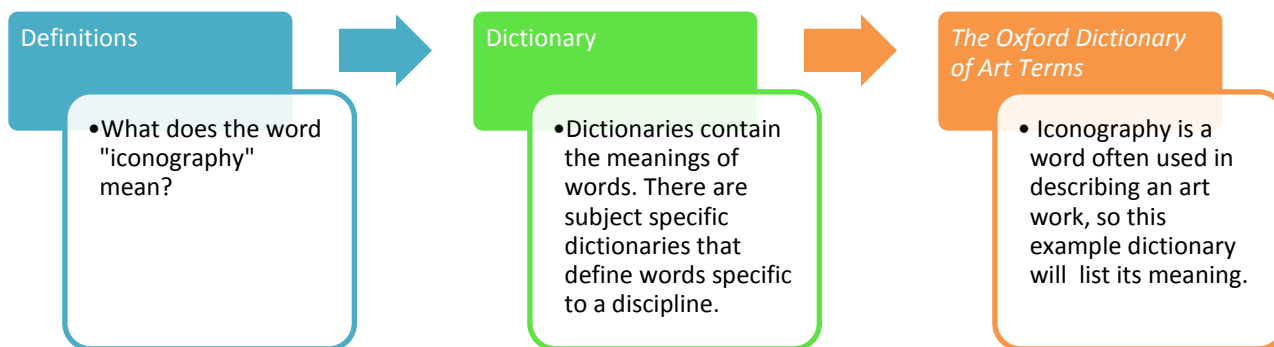 Definitions
•What does the word
"iconography"
mean?
Dictionary
•Dictionaries contain
the meanings of
words. There are
subject specific
dictionaries that
define words specific
to a discipline.
The Oxford Dictionary
of Art Terms
• Iconography is a
word often used in
describing an art
work, so this
example dictionary
will  list its meaning.